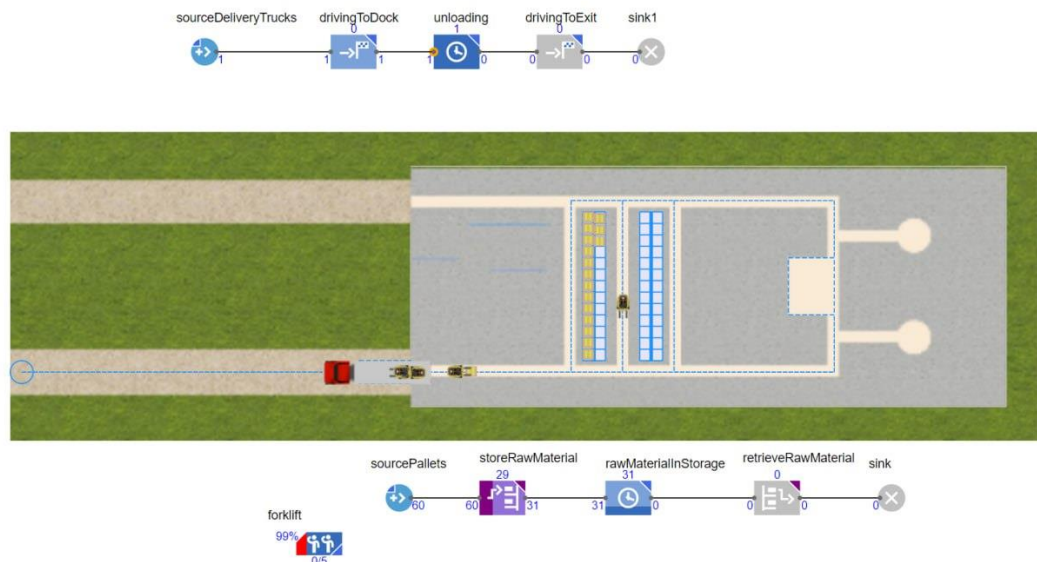 sourceDeliveryTrucks drivingToDock unloading drivingToExit sink1
0 1 0
1 1 1 1 0 0 0 0
sourcePallets storeRawMaterial rawMaterialInStorage retrieveRawMaterial sink
29 31 0
60 60 31 31 0 0 0 0
forklift
99%
0/5